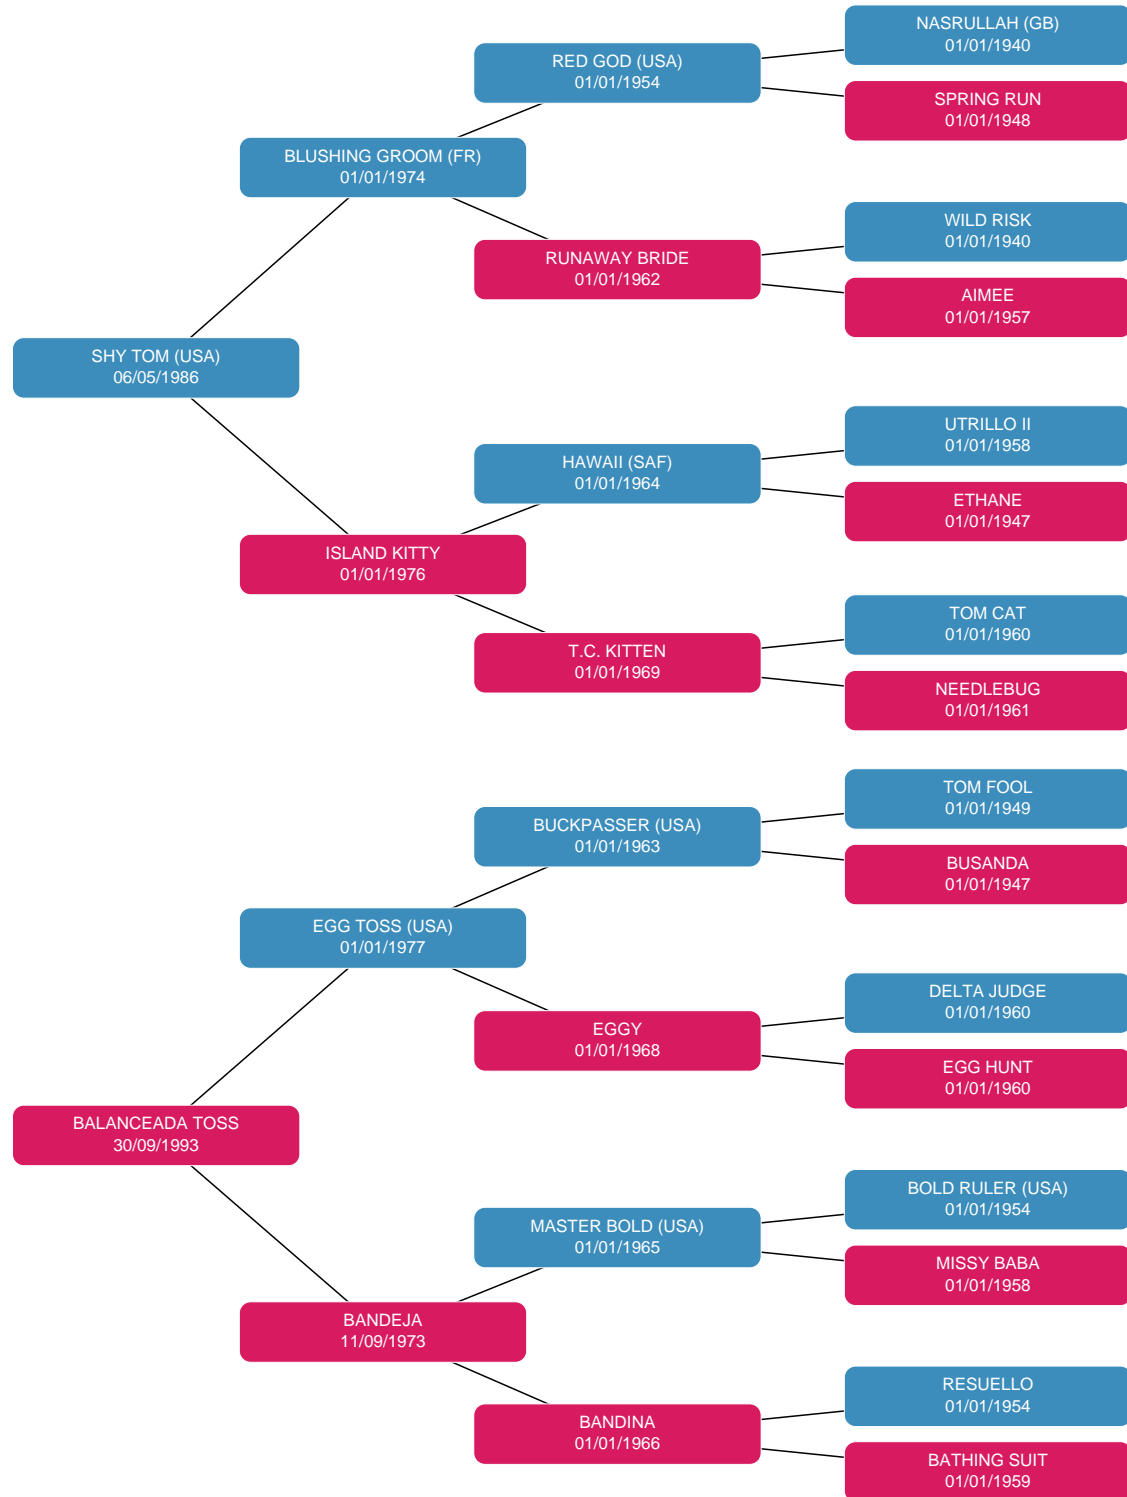 NASRULLAH (GB)
01/01/1940
RED GOD (USA)
01/01/1954
SPRING RUN
01/01/1948
BLUSHING GROOM (FR)
01/01/1974
WILD RISK
01/01/1940
RUNAWAY BRIDE
01/01/1962
AIMEE
01/01/1957
SHY TOM (USA)
06/05/1986
UTRILLO II
01/01/1958
HAWAII (SAF)
01/01/1964
ETHANE
01/01/1947
ISLAND KITTY
01/01/1976
TOM CAT
01/01/1960
T.C. KITTEN
01/01/1969
NEEDLEBUG
01/01/1961
TOM FOOL
01/01/1949
BUCKPASSER (USA)
01/01/1963
BUSANDA
01/01/1947
EGG TOSS (USA)
01/01/1977
DELTA JUDGE
01/01/1960
EGGY
01/01/1968
EGG HUNT
01/01/1960
BALANCEADA TOSS
30/09/1993
BOLD RULER (USA)
01/01/1954
MASTER BOLD (USA)
01/01/1965
MISSY BABA
01/01/1958
BANDEJA
11/09/1973
RESUELLO
01/01/1954
BANDINA
01/01/1966
BATHING SUIT
01/01/1959